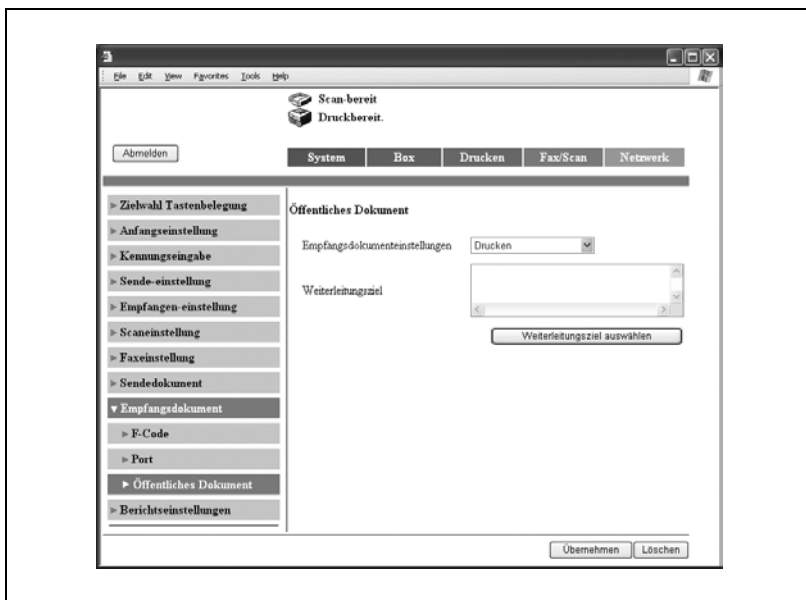 File Edit View Favorites Tools Help
Scan-bereit
Druckbereit.
Abmelden
System Box Drucken Fax/Scan Netzwerk
Zielwahl Tastenbelegung
Anfangseinstellung
Kennungseingabe
Sende-einstellung
Empfangen-einstellung
Scaneinstellung
Faxeinstellung
Sendedokument
Empfangsdokument
F-Code
Port
Öffentliches Dokument
Berichtseinstellungen
Öffentliches Dokument
Empfangsdokumenteinstellungen Drucken
Weiterleitungsziel
Weiterleitungsziel auswählen
Übernehmen Löschen